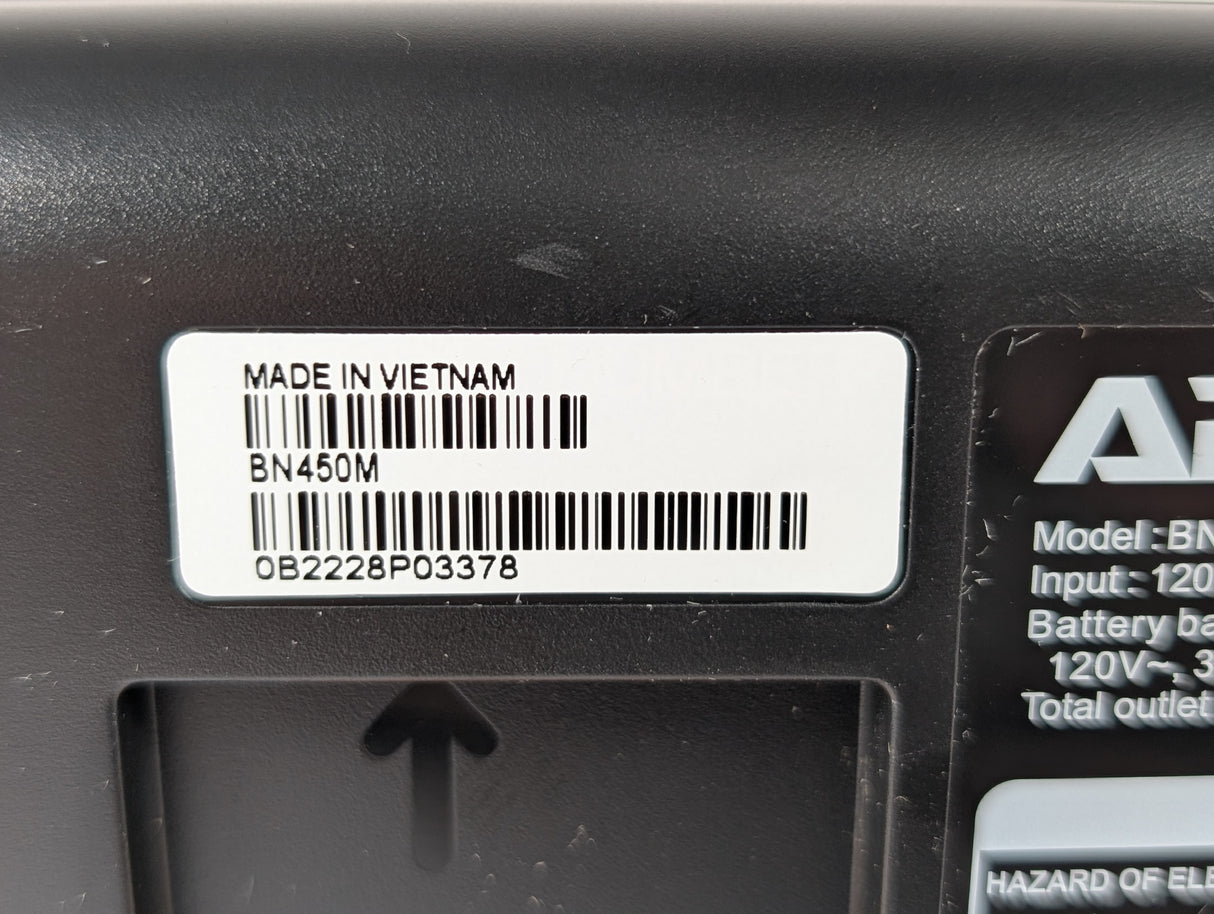 MADE IN VIETNAM
BN450M
0B2228P03378
Model :BN
Input : 120
Battery ba
120V~, 3
Total outlet
HAZARD OF ELE